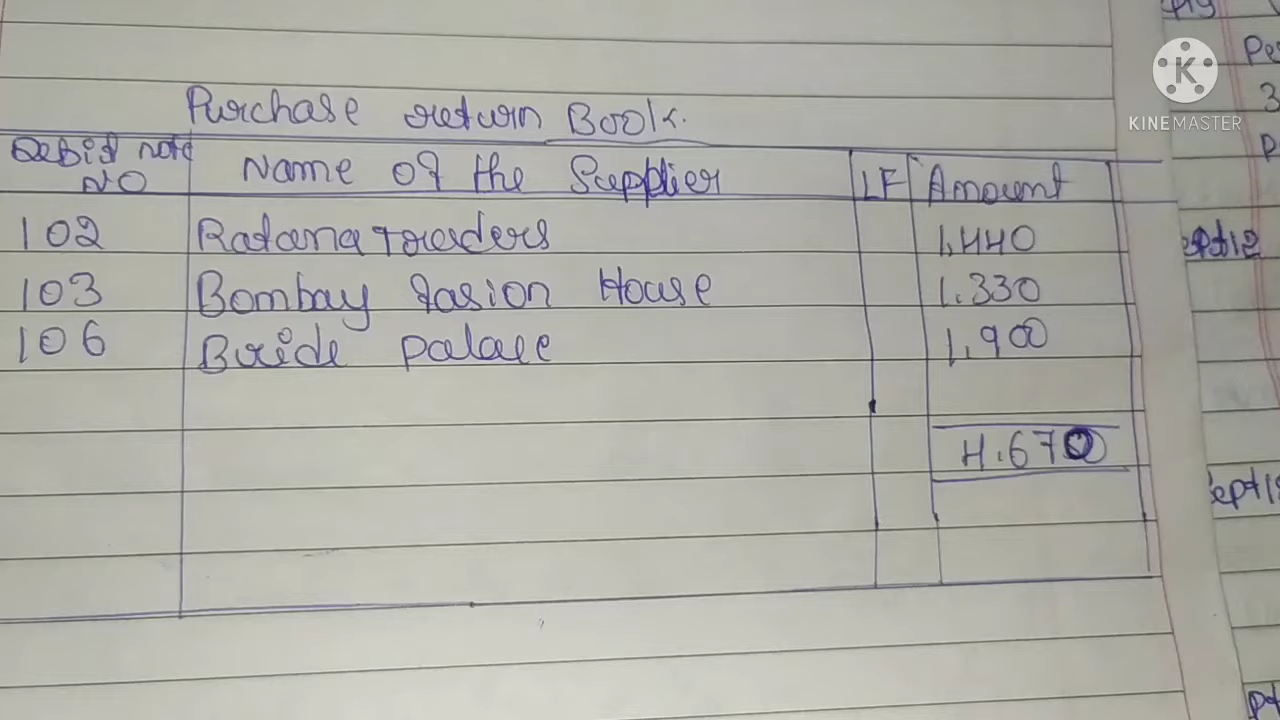 Purchase return Book.
Debit note NO Name of the Supplier LF Amount
102 Ratana traders 1,440
103 Bombay fasion House 1.330
106 Bride palace 1,900
4.670
KINEMASTER
Sept12